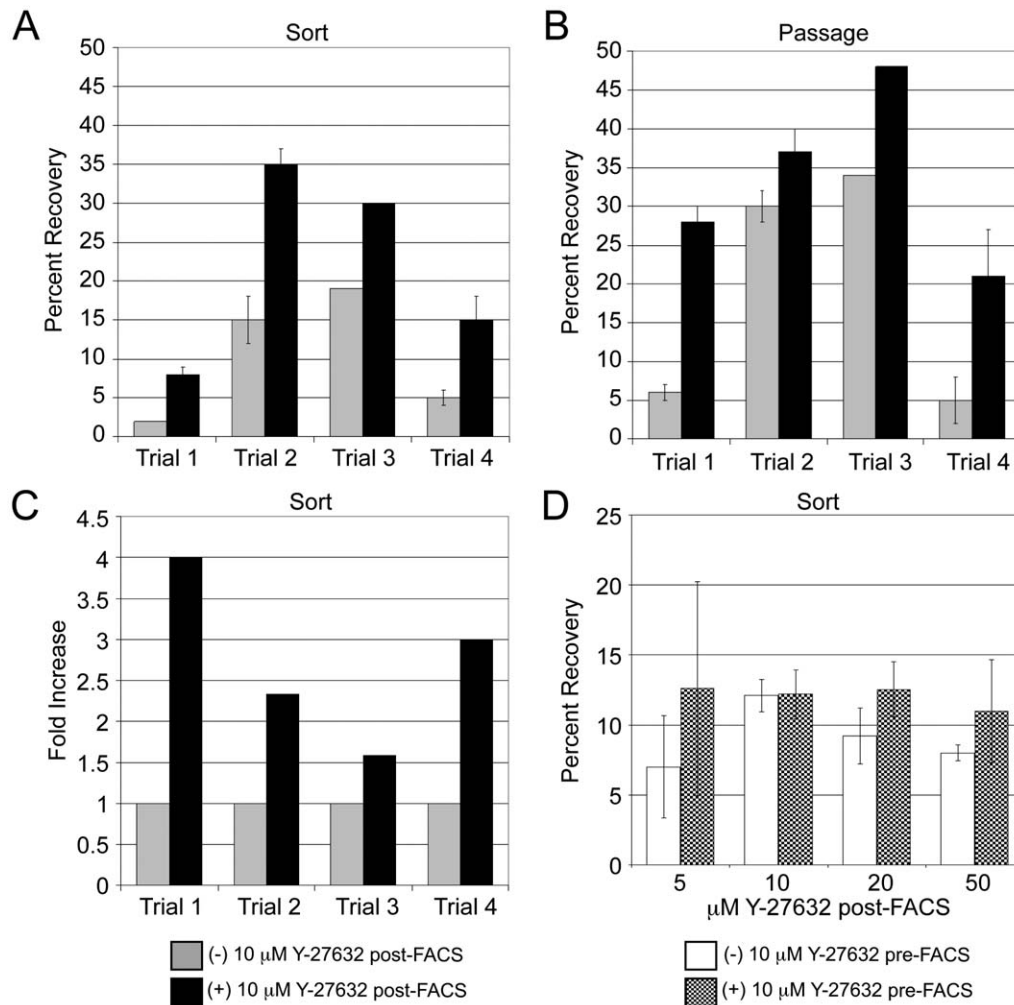 A
Sort
Percent Recovery
50
45
40
35
30
25
20
15
10
5
0
Trial 1 Trial 2 Trial 3 Trial 4
B
Passage
Percent Recovery
50
45
40
35
30
25
20
15
10
5
0
Trial 1 Trial 2 Trial 3 Trial 4
C
Sort
Fold Increase
4.5
4
3.5
3
2.5
2
1.5
1
0.5
0
Trial 1 Trial 2 Trial 3 Trial 4
(-) 10 μM Y-27632 post-FACS
(+) 10 μM Y-27632 post-FACS
D
Sort
Percent Recovery
25
20
15
10
5
0
5 10 20 50
μM Y-27632 post-FACS
(-) 10 μM Y-27632 pre-FACS
(+) 10 μM Y-27632 pre-FACS